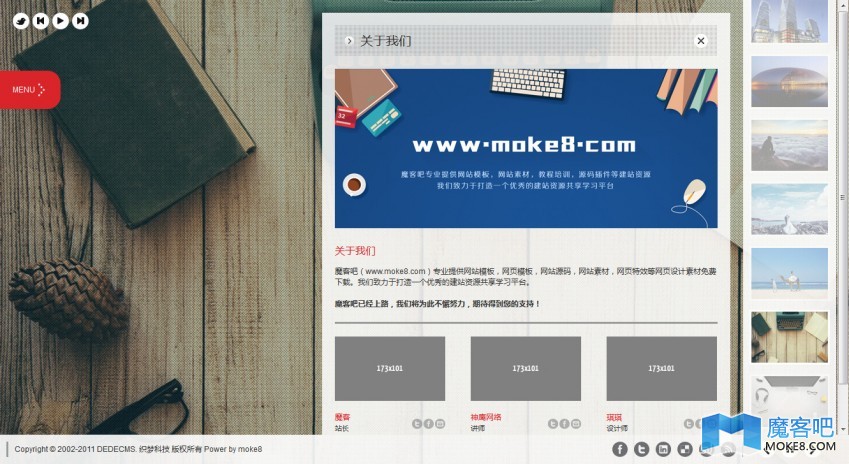 MENU
关于我们
www·moke8·com
魔客吧专业提供网站模板，网站素材，教程培训，源码插件等建站资源
我们致力于打造一个优秀的建站资源共享学习平台
32
关于我们
魔客吧（www.moke8.com）专业提供网站模板，网页模板，网站源码，网站素材，网页特效等网页设计素材免费
下载。我们致力于打造一个优秀的建站资源共享学习平台。
魔客吧已经上路，我们将为此不懈努力，期待得到您的支持！
173x101
173x101
173x101
魔客
站长
神鹰网络
讲师
琪琪
设计师
Copyright © 2002-2011 DEDECMS. 织梦科技 版权所有 Power by moke8
魔客吧
MOKE8.COM